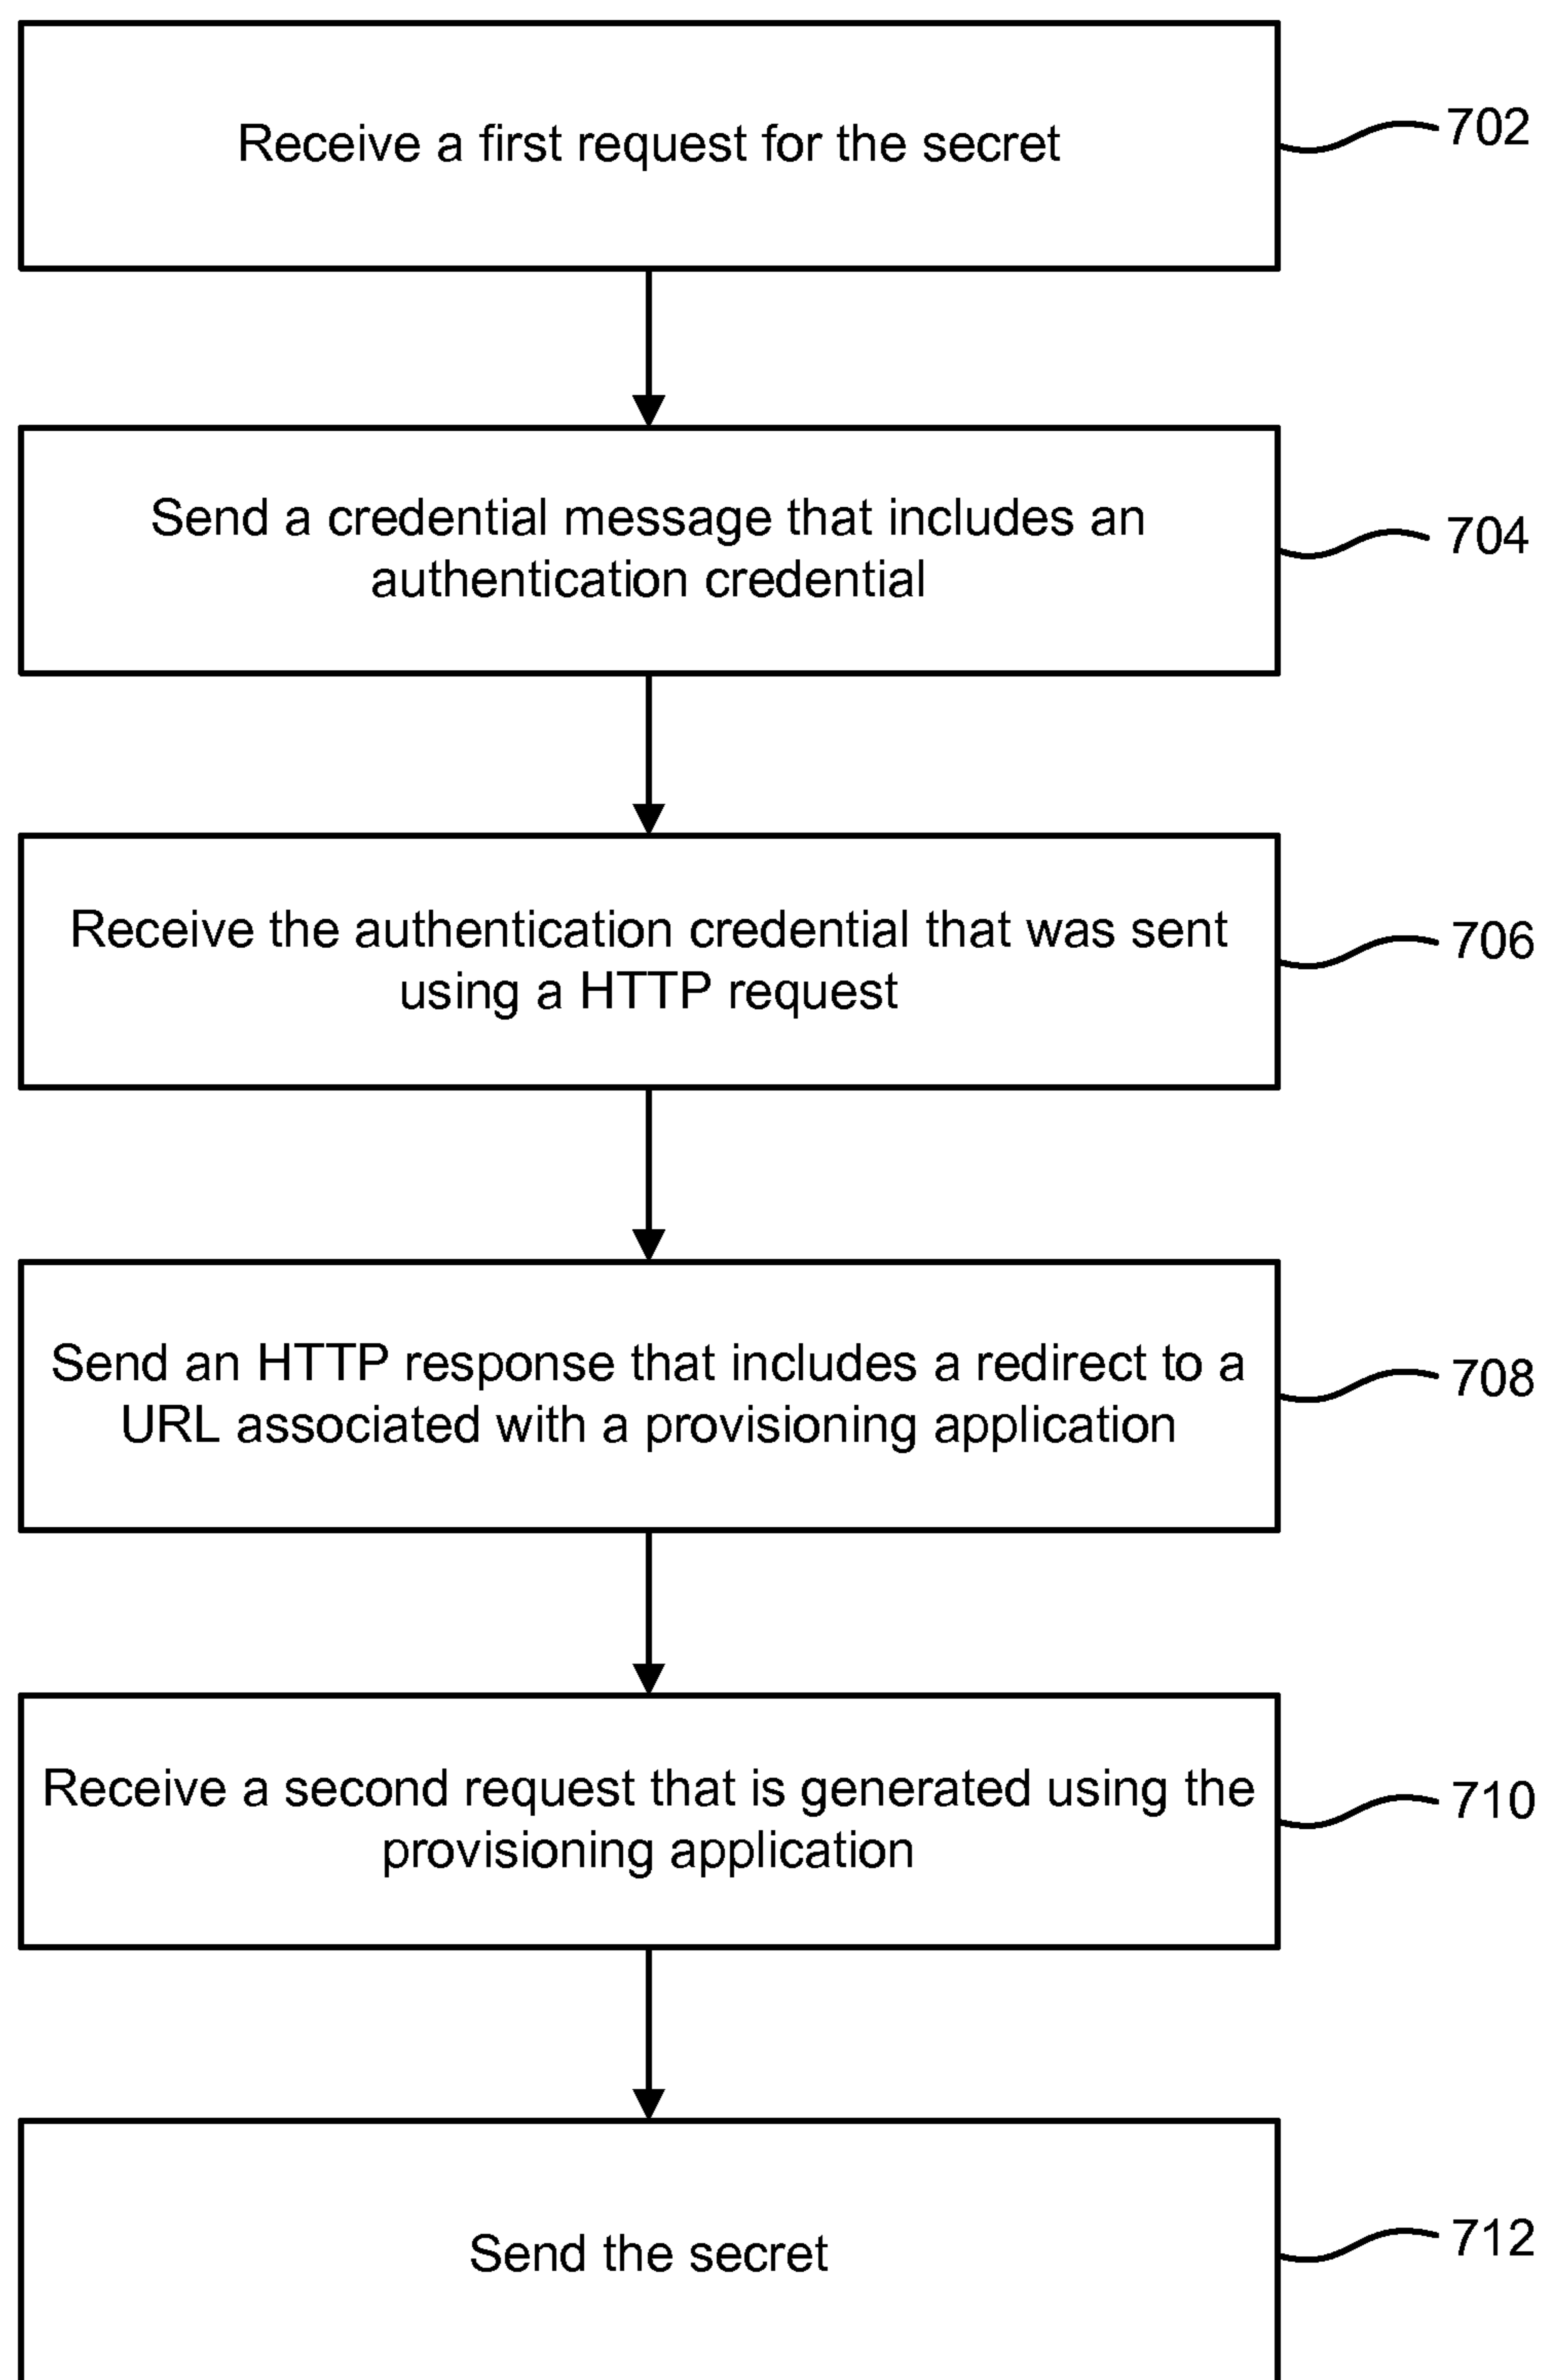 Receive a first request for the secret
702
Send a credential message that includes an
authentication credential
704
Receive the authentication credential that was sent
using a HTTP request
706
Send an HTTP response that includes a redirect to a
URL associated with a provisioning application
708
Receive a second request that is generated using the
provisioning application
710
Send the secret
712